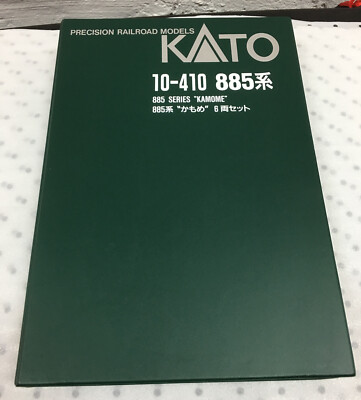 PRECISION RAILROAD MODELS
KATO
10-410 885系
885 SERIES "KAMOME"
885系 "かもめ" 6両セット